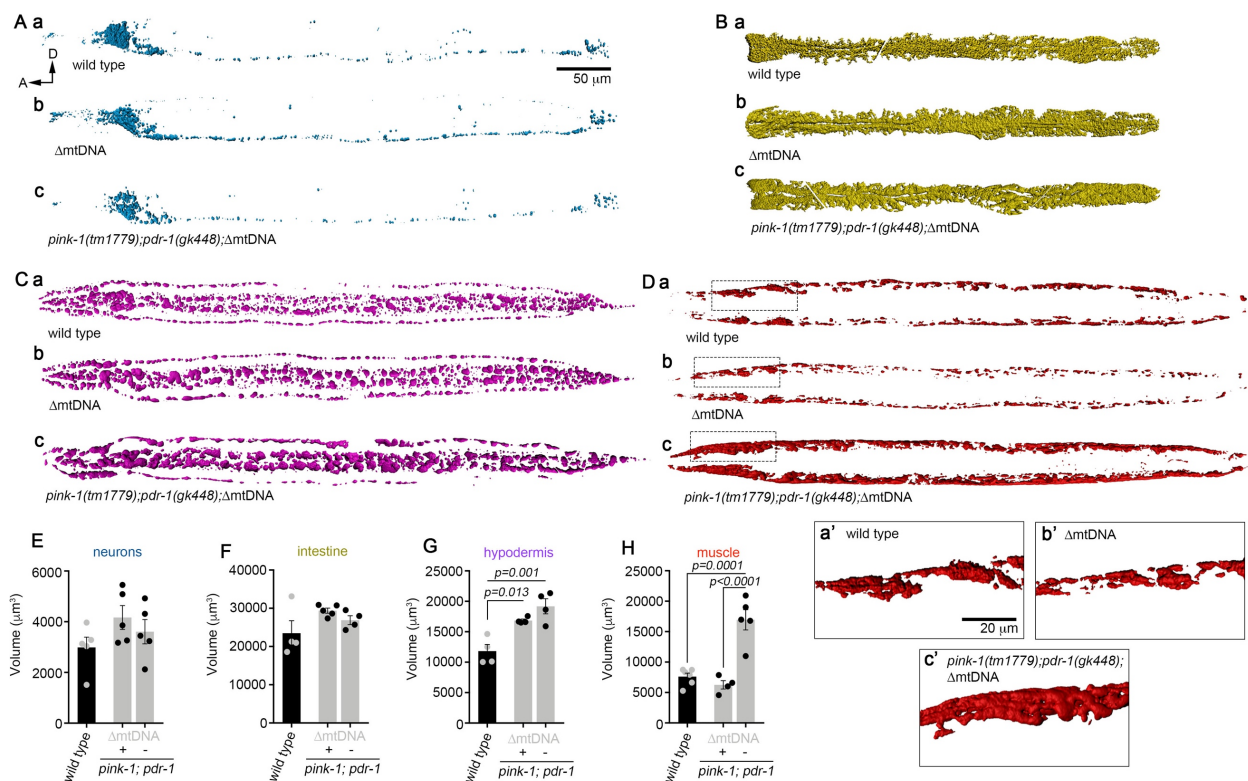 A a
D
A
wild type
50 μm
b
ΔmtDNA
c
pink-1(tm1779);pdr-1(gk448);ΔmtDNA
B a
wild type
b
ΔmtDNA
c
pink-1(tm1779);pdr-1(gk448);ΔmtDNA
C a
wild type
b
ΔmtDNA
c
pink-1(tm1779);pdr-1(gk448);ΔmtDNA
D a
wild type
b
ΔmtDNA
c
pink-1(tm1779);pdr-1(gk448);ΔmtDNA
a’ wild type
20 μm
b’ ΔmtDNA
c’ pink-1(tm1779);pdr-1(gk448);
ΔmtDNA
E
neurons
Volume (μm³)
6000
4000
2000
0
wild type
ΔmtDNA
+ -
pink-1; pdr-1
F
intestine
Volume (μm³)
40000
30000
20000
10000
0
wild type
ΔmtDNA
+ -
pink-1; pdr-1
G
hypodermis
Volume (μm³)
25000
20000
15000
10000
5000
0
p=0.001
p=0.013
wild type
ΔmtDNA
+ -
pink-1; pdr-1
H
muscle
Volume (μm³)
25000
20000
15000
10000
5000
0
p=0.0001
p<0.0001
wild type
ΔmtDNA
+ -
pink-1; pdr-1